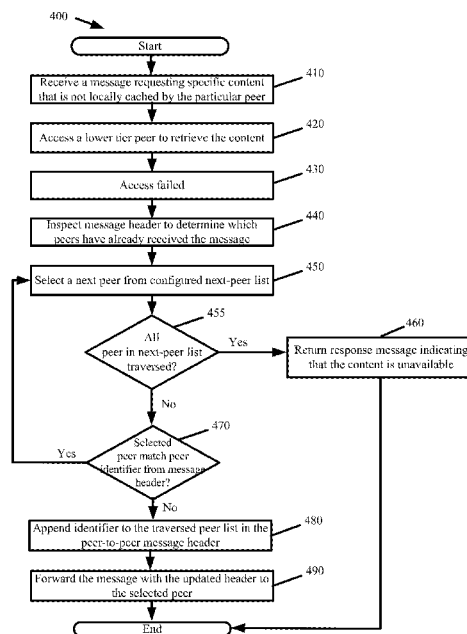 400
Start
Receive a message requesting specific content
that is not locally cached by the particular peer
410
Access a lower tier peer to retrieve the content
420
Access failed
430
Inspect message header to determine which
peers have already received the message
440
Select a next peer from configured next-peer list
450
All
peer in next-peer list
traversed?
455
Yes
Return response message indicating
that the content is unavailable
460
No
Selected
peer match peer
identifier from message
header?
470
Yes
No
Append identifier to the traversed peer list in the
peer-to-peer message header
480
Forward the message with the updated header to
the selected peer
490
End